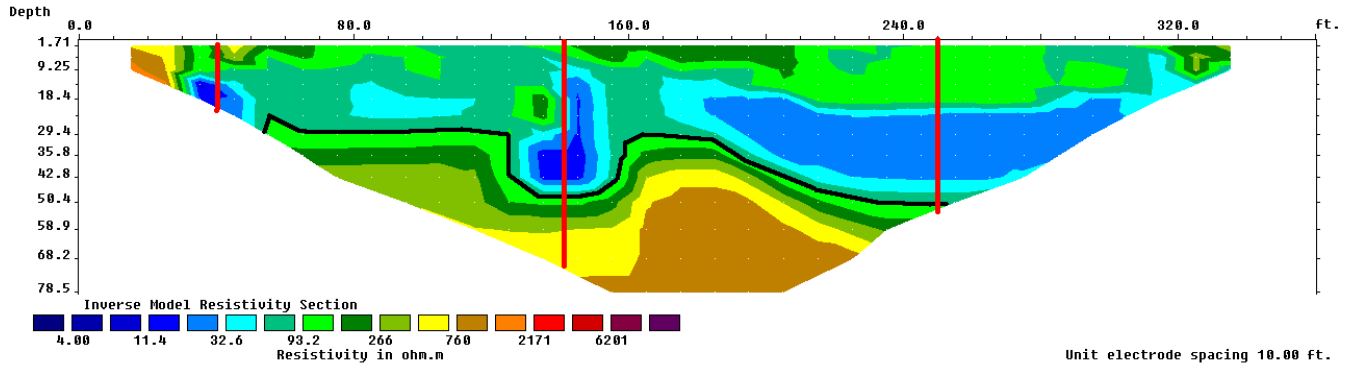 Depth
0.0 80.0 160.0 240.0 320.0 ft.
1.71
9.25
18.4
29.4
35.8
42.8
50.4
58.9
68.2
78.5
Inverse Model Resistivity Section
4.00 11.4 32.6 93.2 266 760 2171 6201
Resistivity in ohm.m
Unit electrode spacing 10.00 ft.